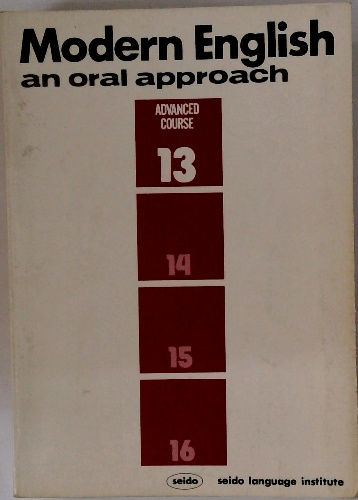 Modern English
an oral approach
ADVANCED
COURSE
13
14
15
16
seido seido language institute